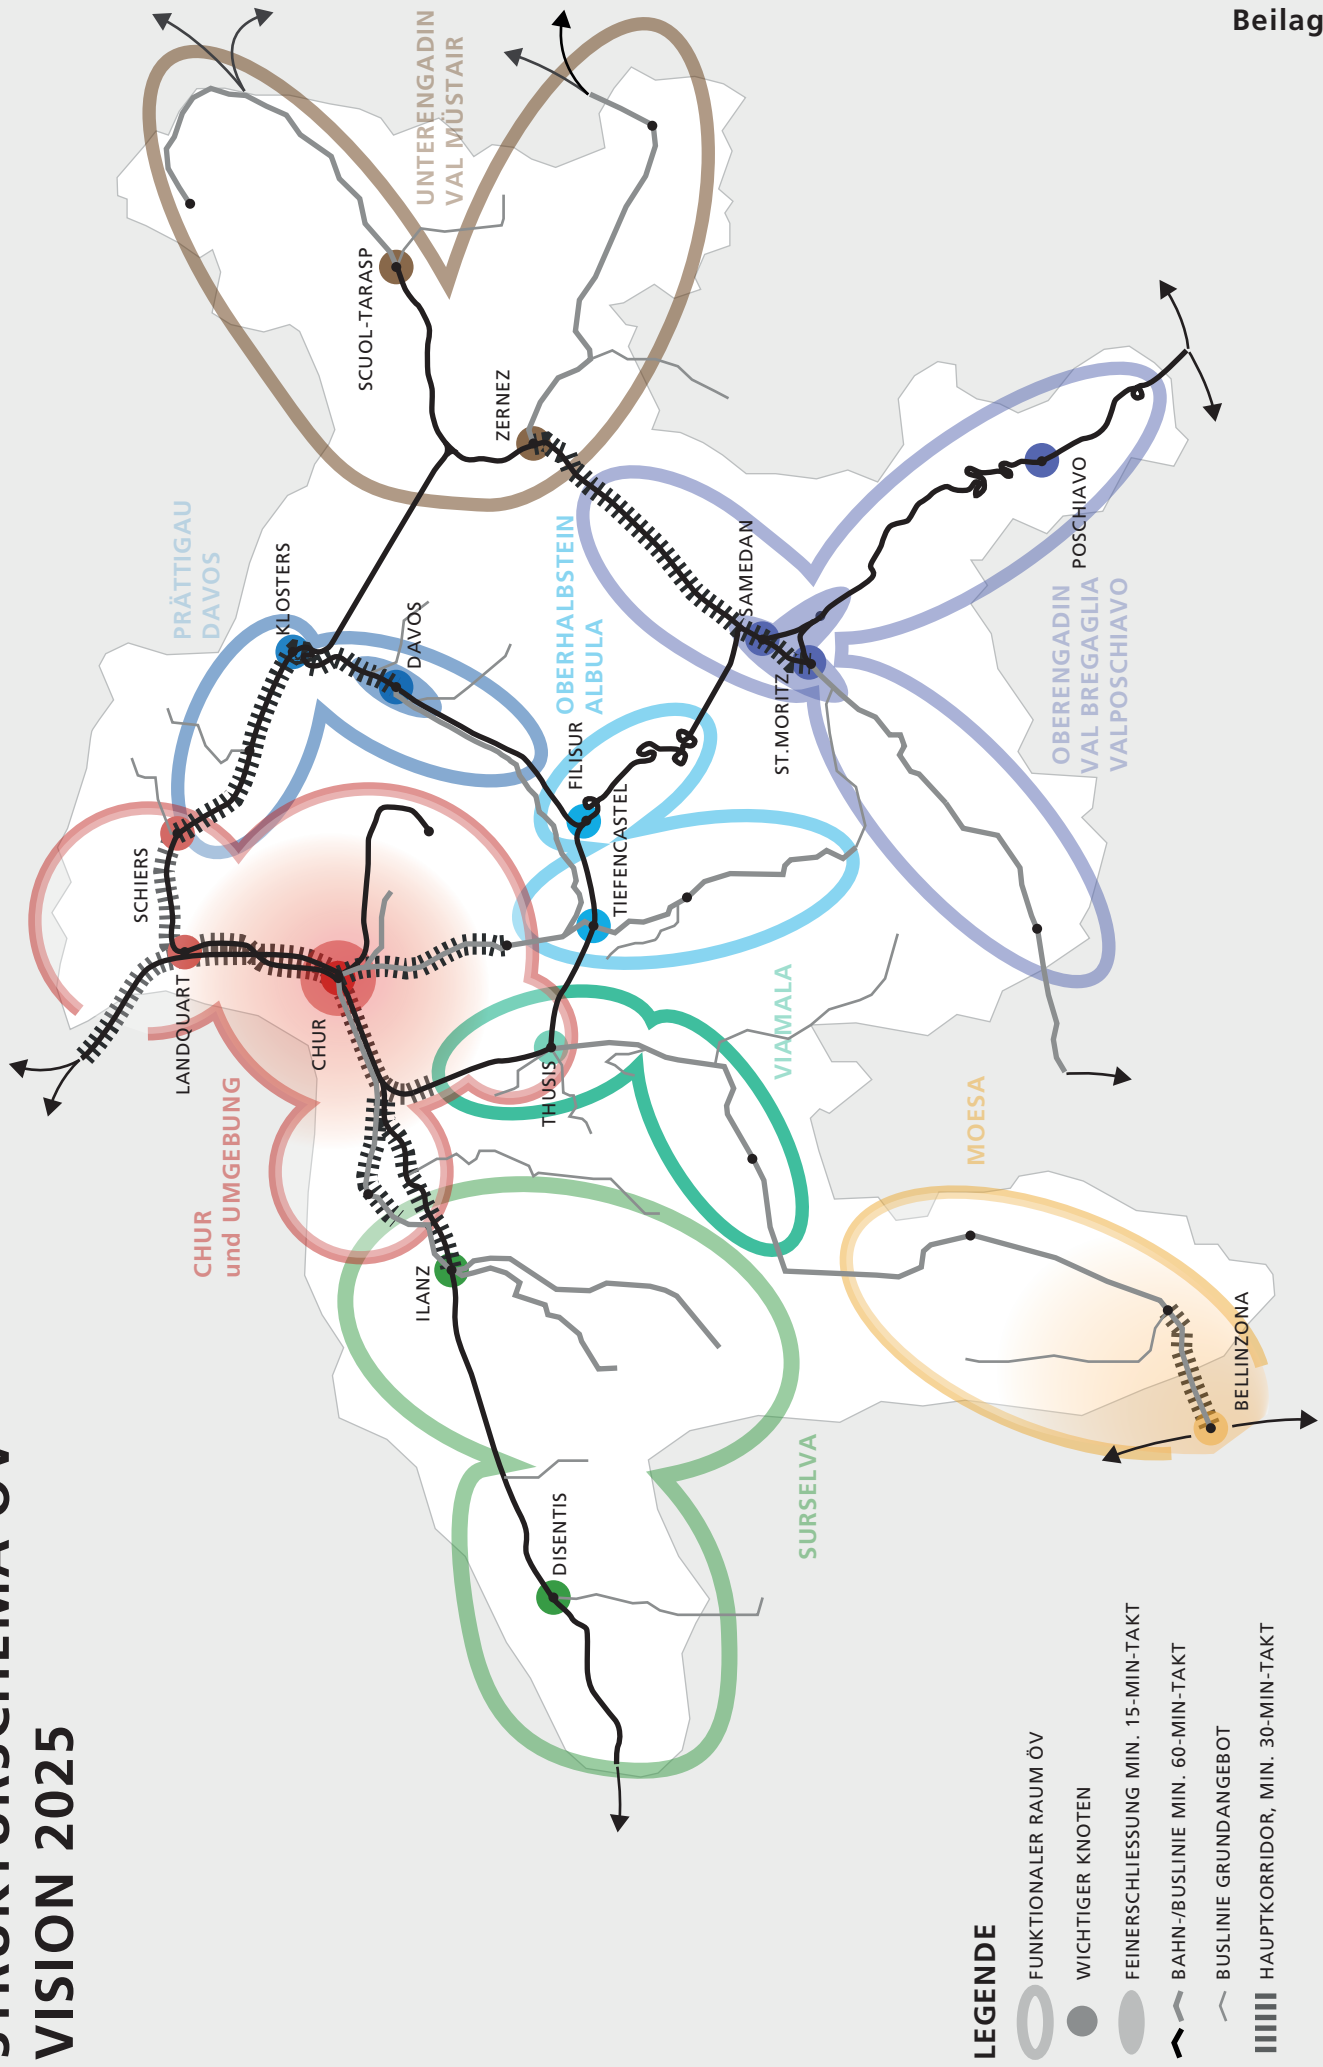 Beilag
STRUKTURSCHEMA ÖV
VISION 2025
UNTERENGADIN
VAL MÜSTAIR
SCUOL-TARASP
ZERNEZ
PRÄTTIGAU
DAVOS
KLOSTERS
DAVOS
OBERHALBSTEIN
ALBULA
FILISUR
TIEFENCASTEL
SAMEDAN
ST.MORITZ
POSCHIAVO
OBERENGADIN
VAL BREGAGLIA
VALPOSCHIAVO
SCHIERS
LANDQUART
CHUR
CHUR
und UMGEBUNG
THUSIS
VIAMALA
MOESA
BELLINZONA
ILANZ
DISENTIS
SURSELVA
LEGENDE
FUNKTIONALER RAUM ÖV
WICHTIGER KNOTEN
FEINERSCHLIESSUNG MIN. 15-MIN-TAKT
BAHN-/BUSLINIE MIN. 60-MIN-TAKT
BUSLINIE GRUNDANGEBOT
HAUPTKORRIDOR, MIN. 30-MIN-TAKT